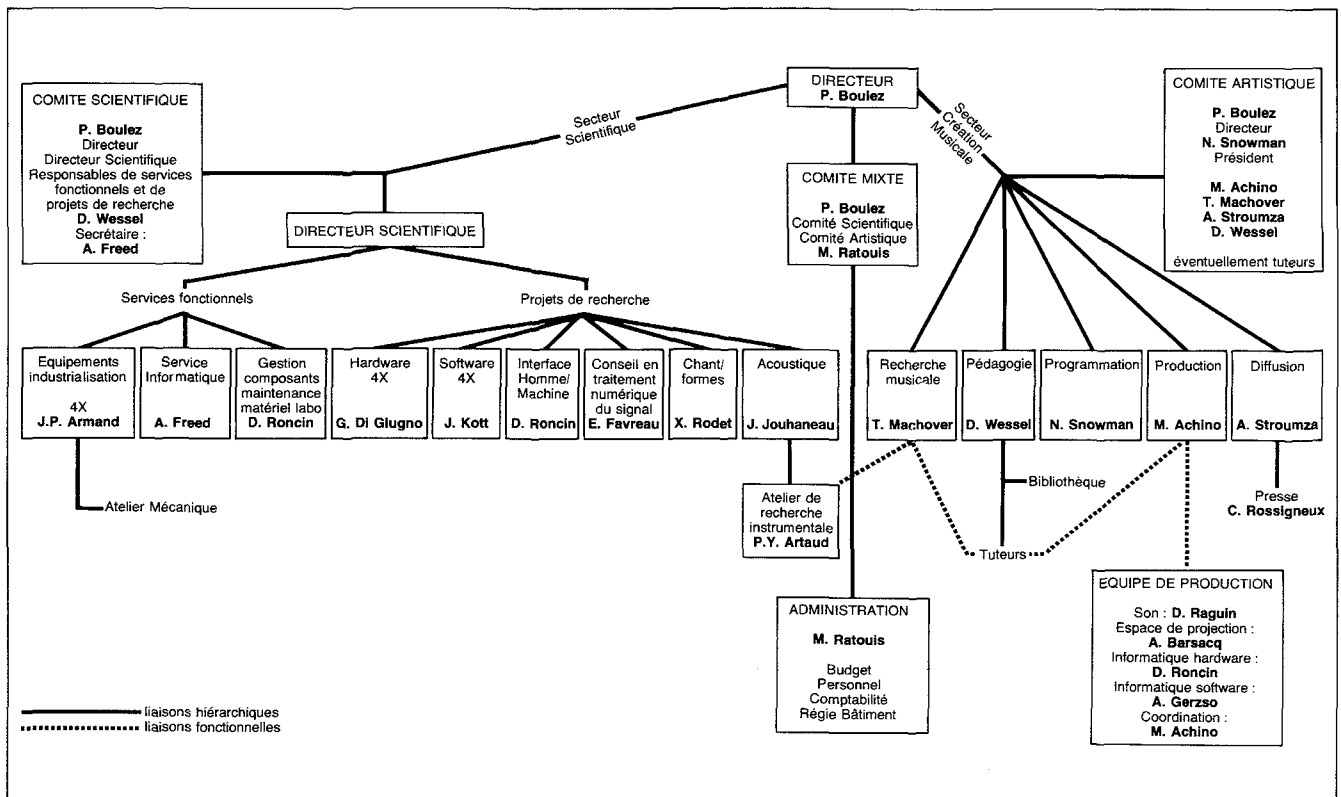 COMITE SCIENTIFIQUE
P. Boulez
Directeur
Directeur Scientifique
Responsables de services
fonctionnels et de
projets de recherche
D. Wessel
Secrétaire :
A. Freed
Secteur
Scientifique
DIRECTEUR
P. Boulez
Secteur
Création
Musicale
COMITE ARTISTIQUE
P. Boulez
Directeur
N. Snowman
Président
M. Achino
T. Machover
A. Stroumza
D. Wessel
éventuellement tuteurs
COMITE MIXTE
P. Boulez
Comité Scientifique
Comité Artistique
M. Ratouis
DIRECTEUR SCIENTIFIQUE
Services fonctionnels
Projets de recherche
Equipements
industrialisation
4X
J.P. Armand
Service
Informatique
A. Freed
Gestion
composants
maintenance
matériel labo
D. Roncin
Hardware
4X
G. Di Giugno
Software
4X
J. Kott
Interface
Homme/
Machine
D. Roncin
Conseil en
traitement
numérique
du signal
E. Favreau
Chant/
formes
X. Rodet
Acoustique
J. Jouhaneau
Recherche
musicale
T. Machover
Pédagogie
D. Wessel
Programmation
N. Snowman
Production
M. Achino
Diffusion
A. Stroumza
Atelier Mécanique
Atelier de
recherche
instrumentale
P.Y. Artaud
Bibliothèque
Tuteurs
Presse
C. Rossigneux
ADMINISTRATION
M. Ratouis
Budget
Personnel
Comptabilité
Régie Bâtiment
EQUIPE DE PRODUCTION
Son : D. Raguin
Espace de projection :
A. Barsacq
Informatique hardware :
D. Roncin
Informatique software :
A. Gerzso
Coordination :
M. Achino
liaisons hiérarchiques
liaisons fonctionnelles